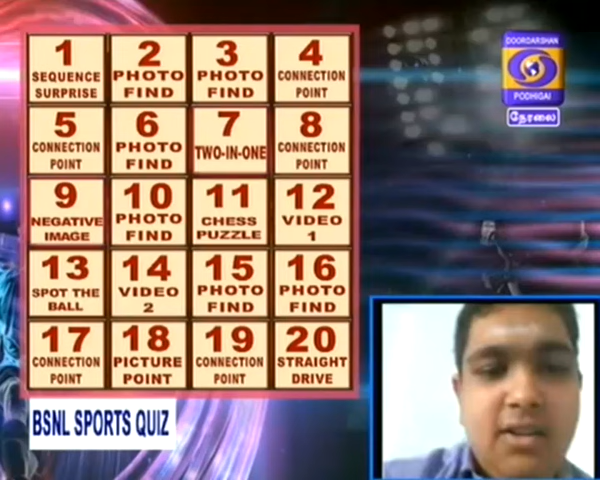 1
SEQUENCE
SURPRISE
2
PHOTO
FIND
3
PHOTO
FIND
4
CONNECTION
POINT
5
CONNECTION
POINT
6
PHOTO
FIND
7
TWO-IN-ONE
8
CONNECTION
POINT
9
NEGATIVE
IMAGE
10
PHOTO
FIND
11
CHESS
PUZZLE
12
VIDEO
1
13
SPOT THE
BALL
14
VIDEO
2
15
PHOTO
FIND
16
PHOTO
FIND
17
CONNECTION
POINT
18
PICTURE
POINT
19
CONNECTION
POINT
20
STRAIGHT
DRIVE
DOORDARSHAN
PODHIGAI
நேரலை
BSNL SPORTS QUIZ